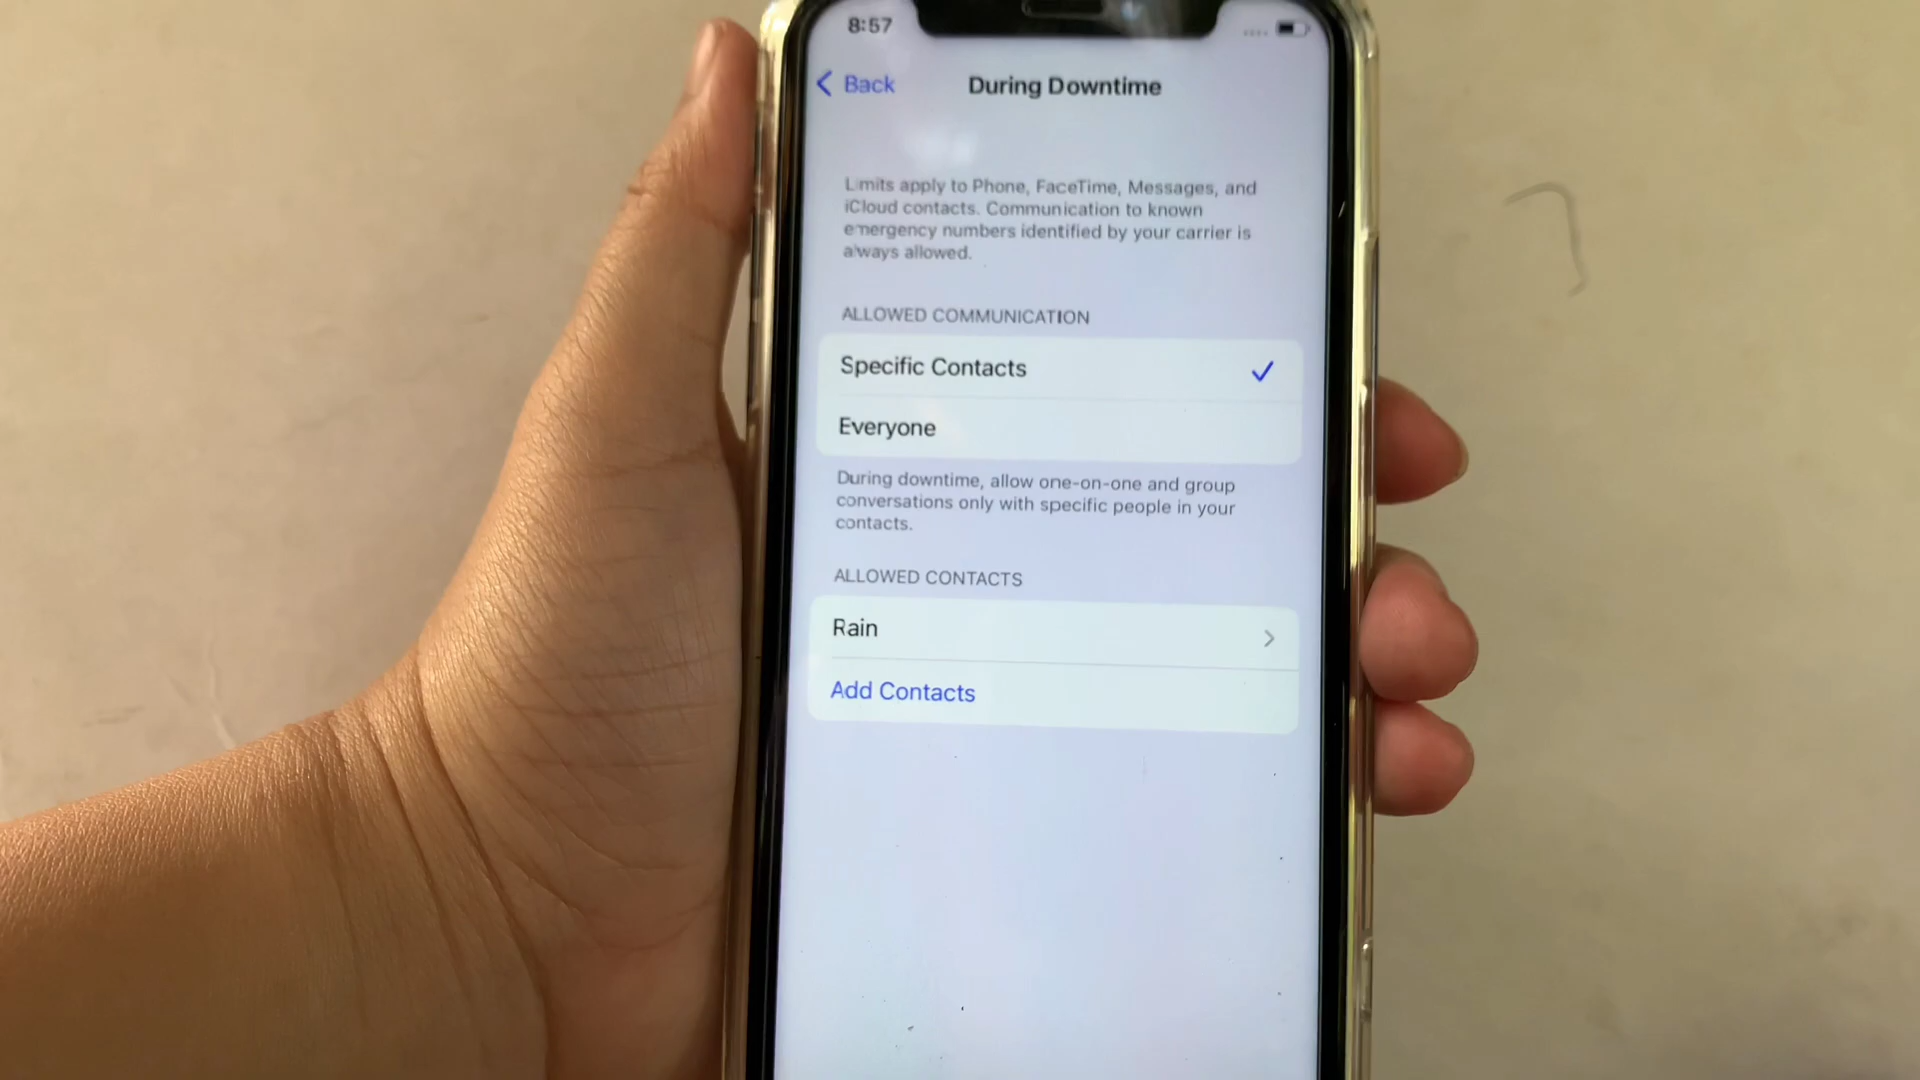 8:57
Back
During Downtime
Limits apply to Phone, FaceTime, Messages, and
iCloud contacts. Communication to known
emergency numbers identified by your carrier is
always allowed.
ALLOWED COMMUNICATION
Specific Contacts
Everyone
During downtime, allow one-on-one and group
conversations only with specific people in your
contacts.
ALLOWED CONTACTS
Rain
Add Contacts